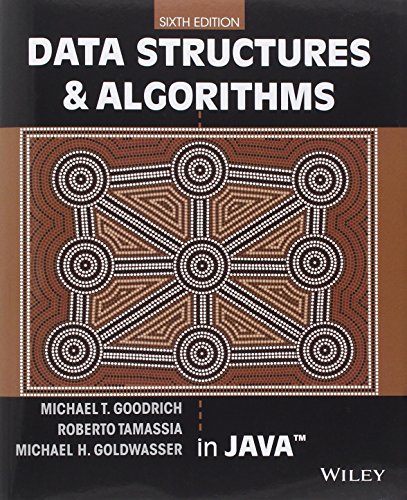 SIXTH EDITION
DATA STRUCTURES
& ALGORITHMS
MICHAEL T. GOODRICH
ROBERTO TAMASSIA
MICHAEL H. GOLDWASSER
in JAVA™
WILEY